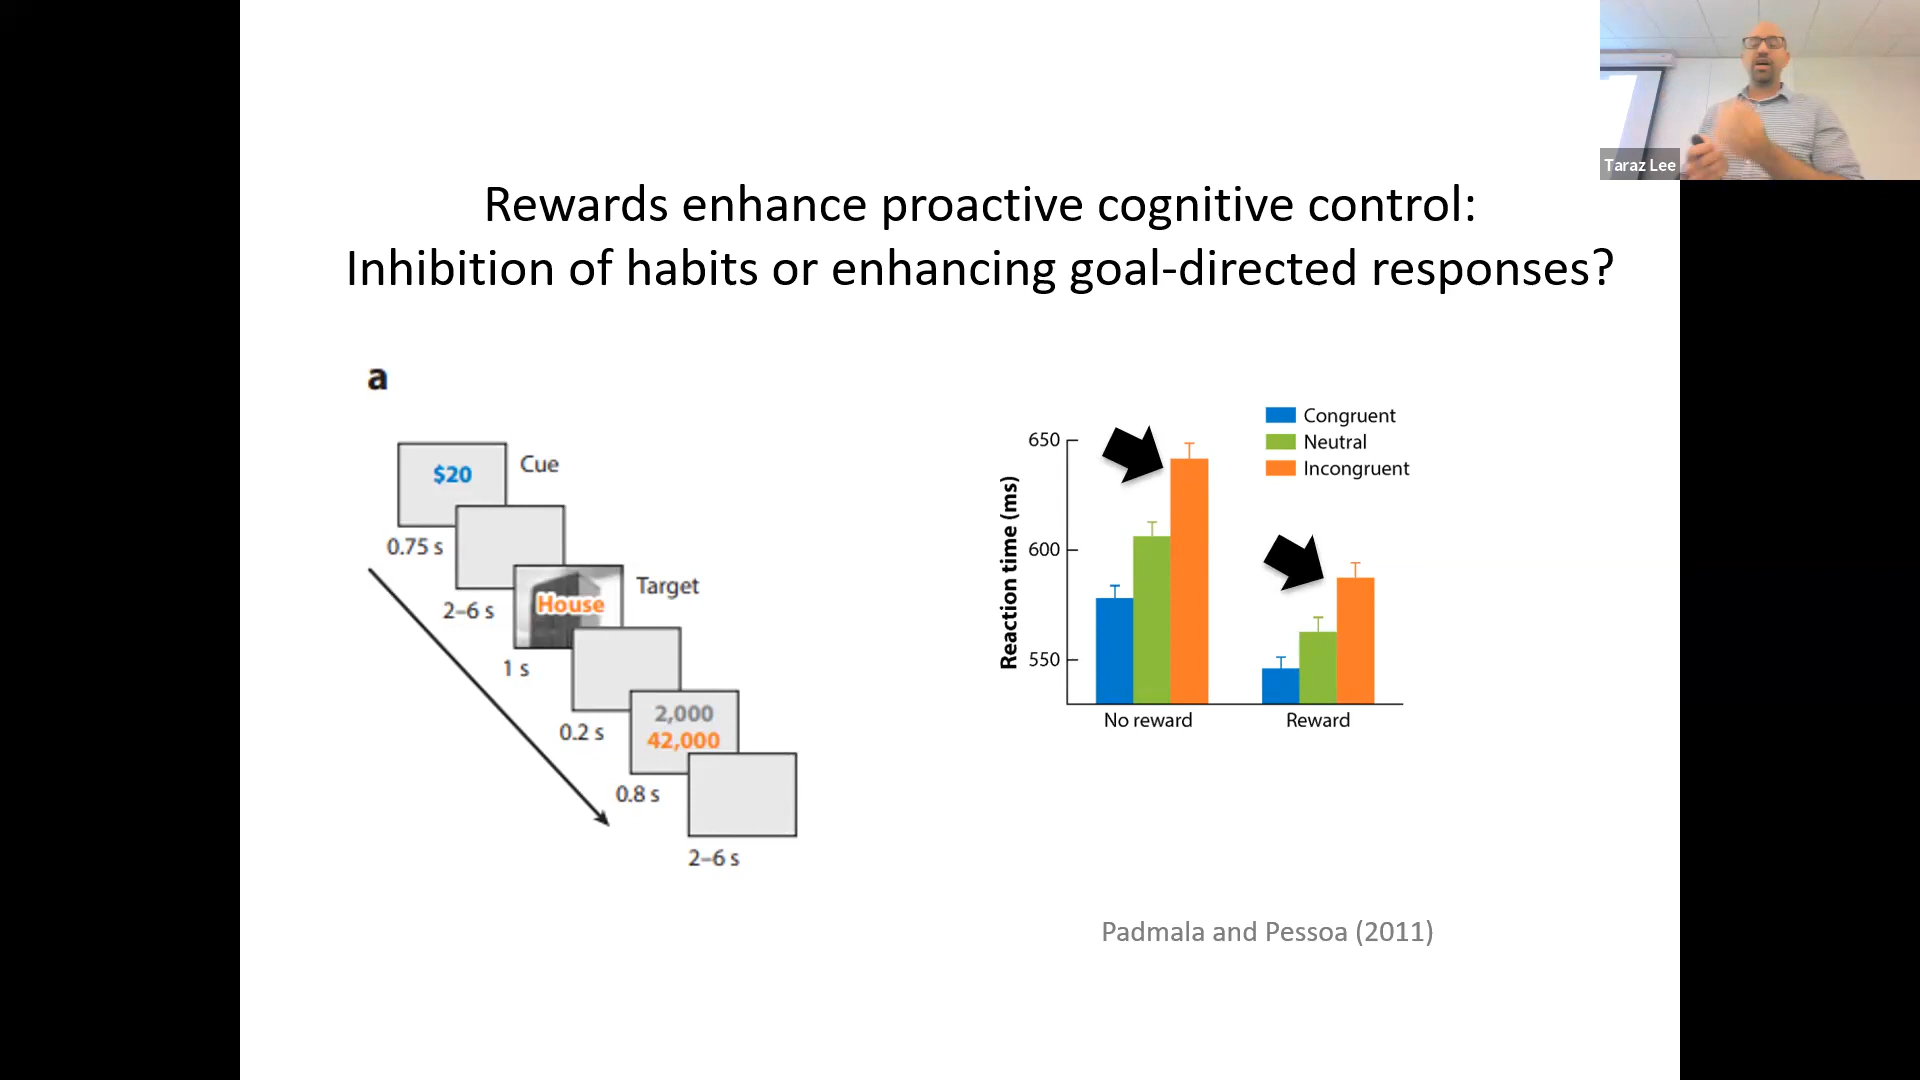 Taraz Lee
Rewards enhance proactive cognitive control:
Inhibition of habits or enhancing goal-directed responses?
a
$20
Cue
0.75 s
2–6 s
House
Target
1 s
0.2 s
2,000
42,000
0.8 s
2–6 s
Congruent
Neutral
Incongruent
Reaction time (ms)
650
600
550
No reward
Reward
Padmala and Pessoa (2011)